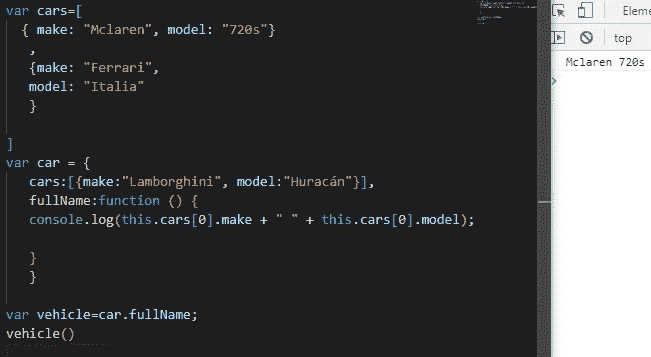 var cars=[
{ make: "Mclaren", model: "720s"}
,
{make: "Ferrari",
model: "Italia"
}
]
var car = {
cars:[{make:"Lamborghini", model:"Huracán"}],
fullName:function () {
console.log(this.cars[0].make + " " + this.cars[0].model);
}
}
var vehicle=car.fullName;
vehicle()
Eleme
top
Mclaren 720s